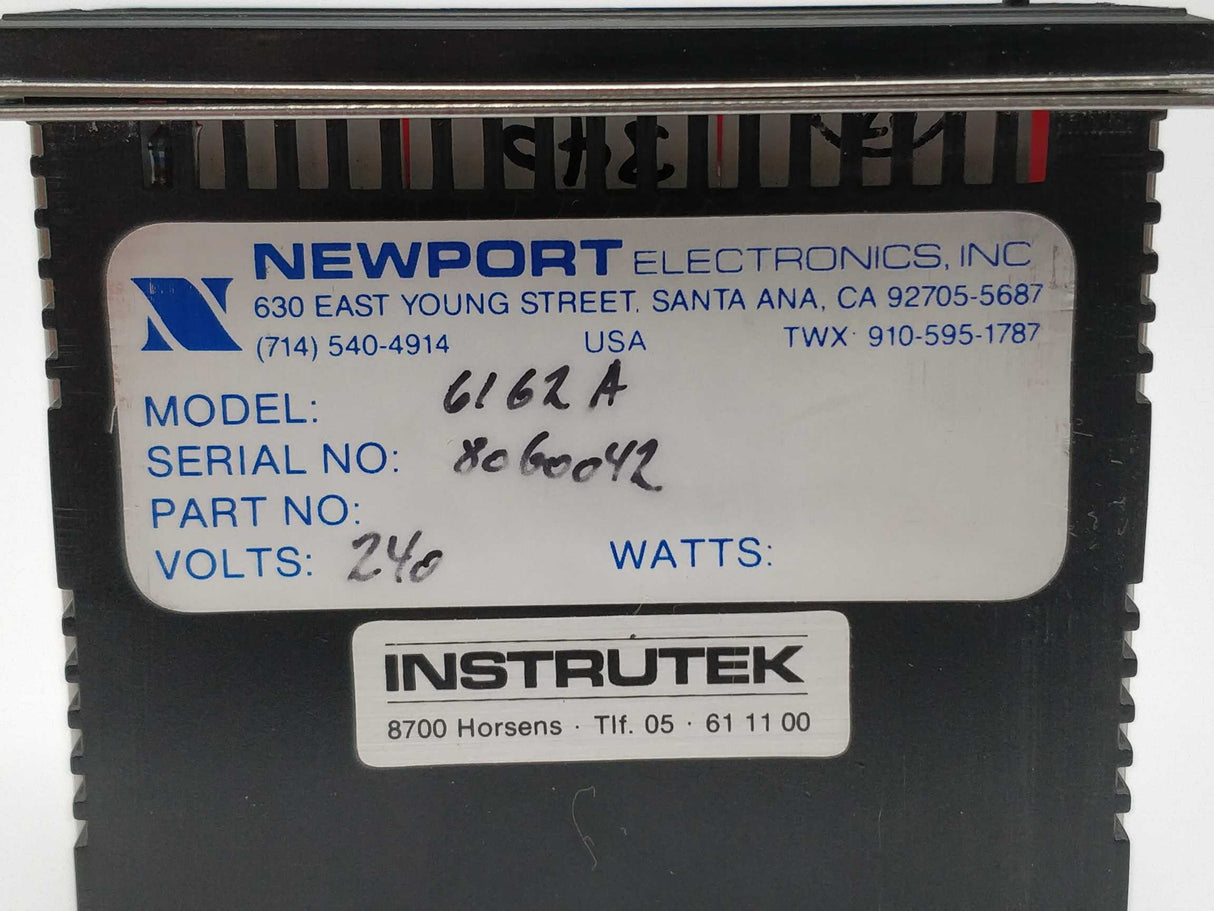 NEWPORT ELECTRONICS, INC
630 EAST YOUNG STREET, SANTA ANA, CA 92705-5687
(714) 540-4914 USA TWX 910-595-1787
MODEL: 6162A
SERIAL NO: 8060042
PART NO:
VOLTS: 240 WATTS:
INSTRUTEK
8700 Horsens · Tlf. 05 · 61 11 00